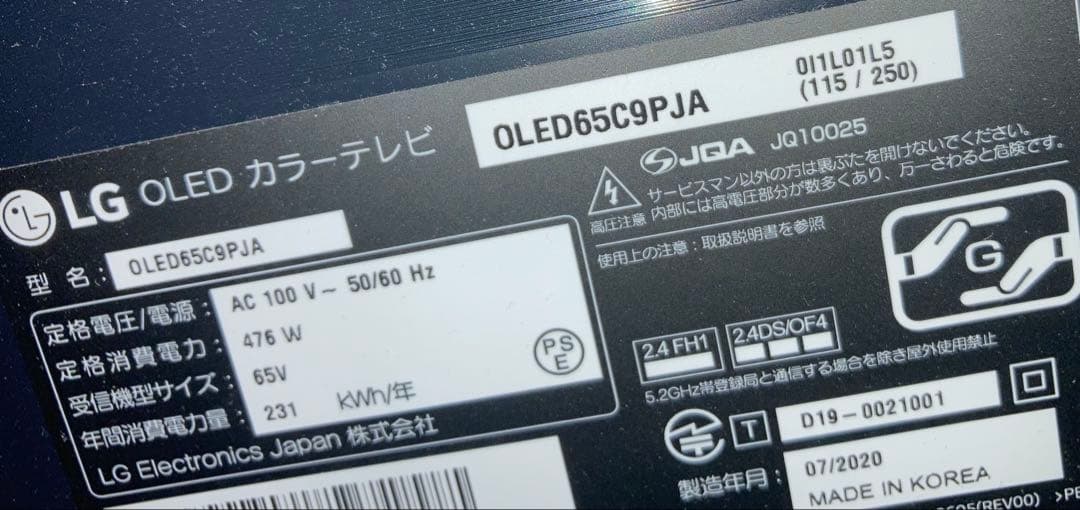 LG OLED カラーテレビ
OLED65C9PJA
0I1L01L5
(115 / 250)
型 名: OLED65C9PJA
定格電圧/電源: AC 100 V～ 50/60 Hz
定格消費電力: 476 W
受信機型サイズ: 65V
年間消費電力量: 231 kWh/年
PS
E
LG Electronics Japan 株式会社
JQA JQ10025
高圧注意
サービスマン以外の方は裏ぶたを開けないでください。
内部には高電圧部分が数多くあり、万一さわると危険です。
使用上の注意:取扱説明書を参照
G
2.4 FH1
2.4DS/OF4
5.2GHz帯登録局と通信する場合を除き屋外使用禁止
T
D19-0021001
製造年月: 07/2020
MADE IN KOREA
(REV00) >PE